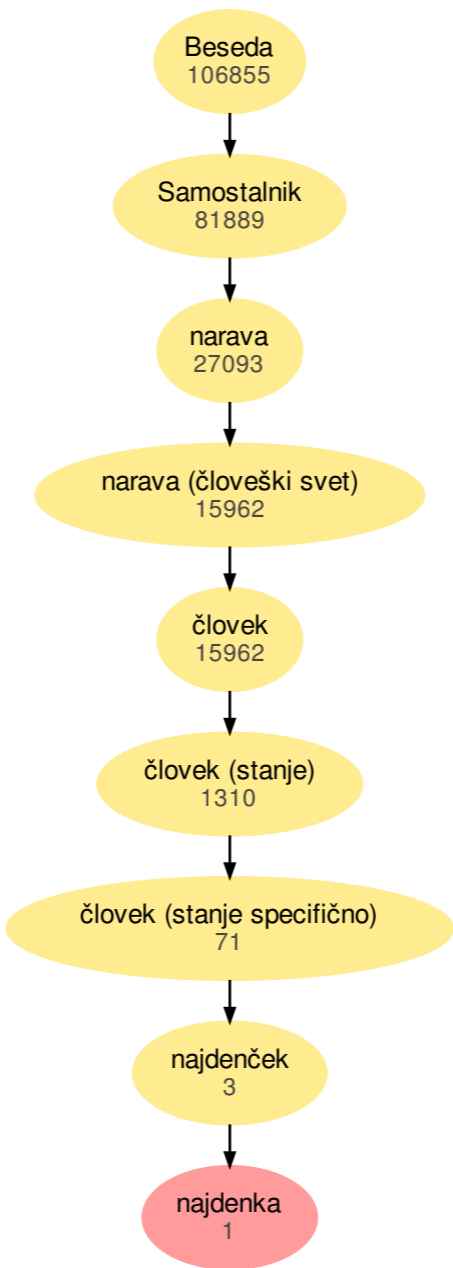 Beseda
106855
Samostalnik
81889
narava
27093
narava (človeški svet)
15962
človek
15962
človek (stanje)
1310
človek (stanje specifično)
71
najdenček
3
najdenka
1